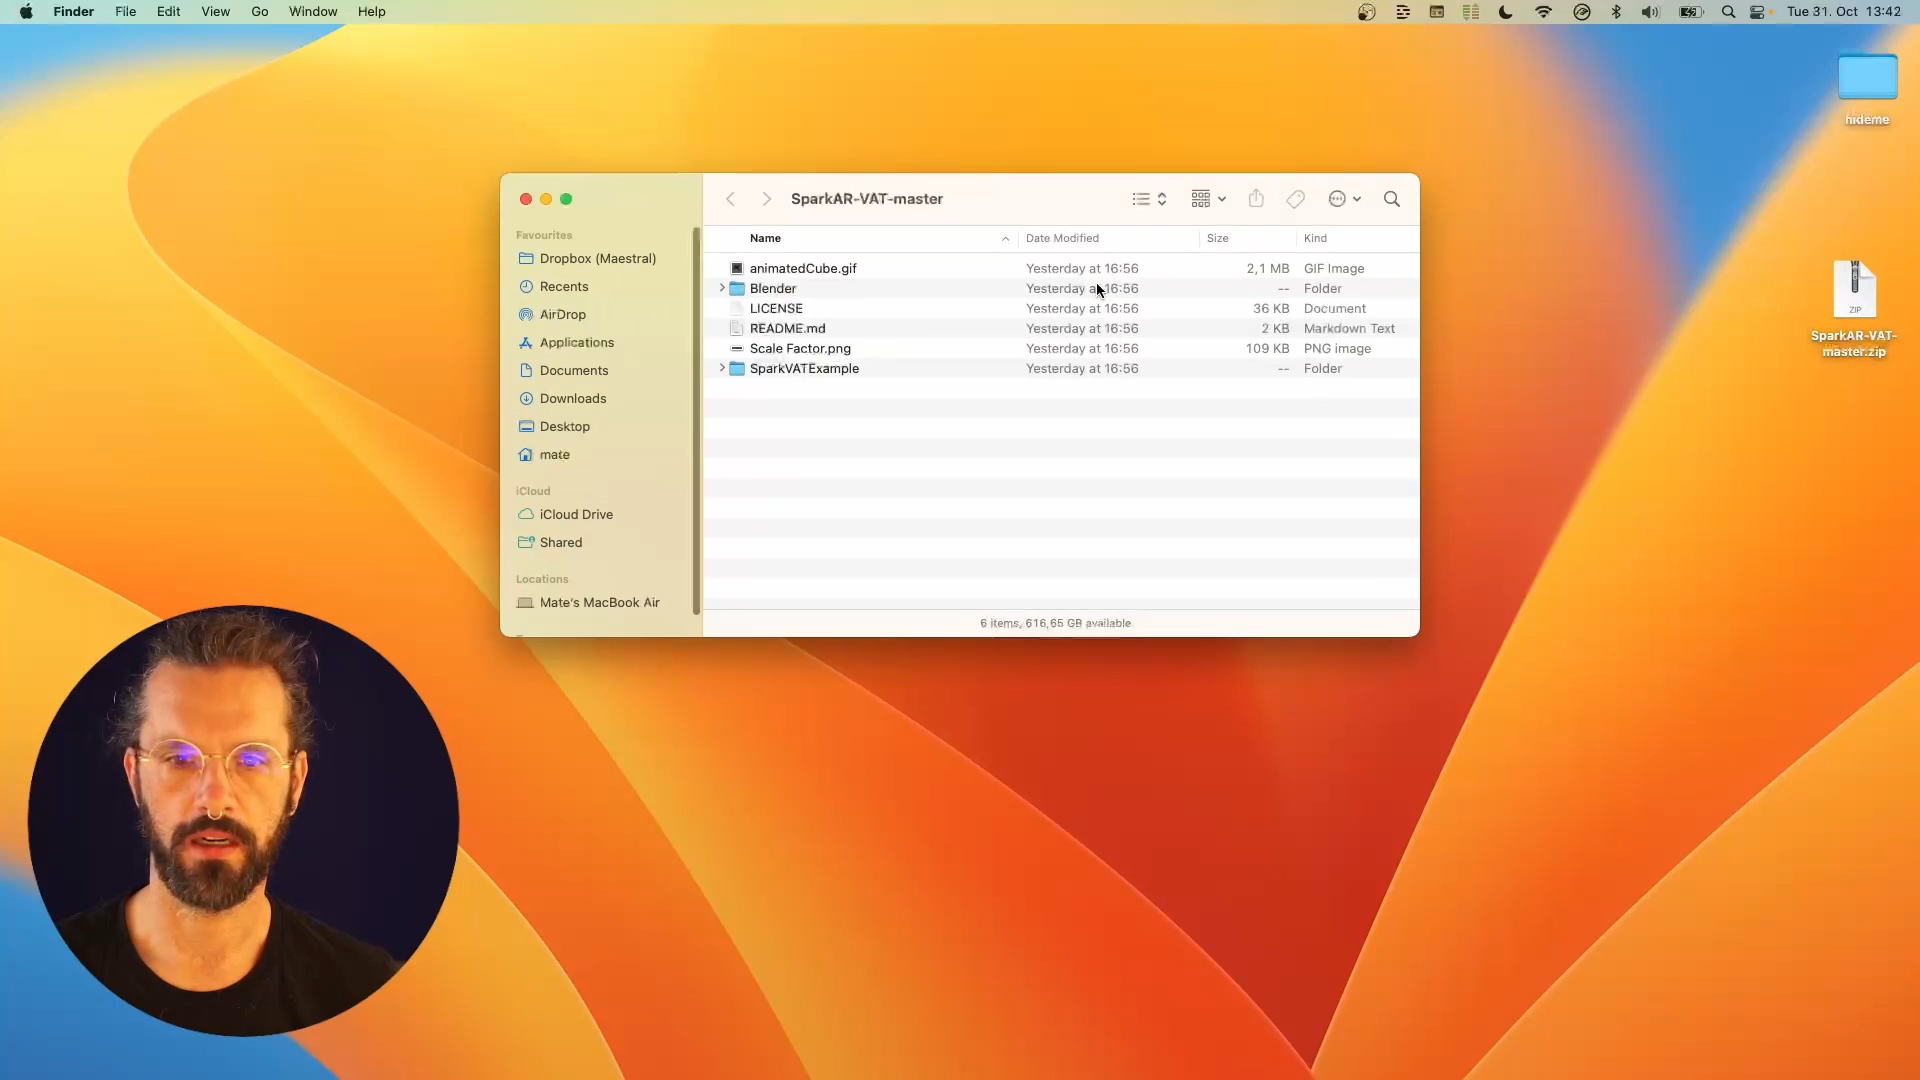 Finder File Edit View Go Window Help Tue 31. Oct 13:42
hideme
SparkAR-VAT-master
Favourites
Dropbox (Maestral)
Recents
AirDrop
Applications
Documents
Downloads
Desktop
mate
iCloud
iCloud Drive
Shared
Locations
Mate's MacBook Air
Name Date Modified Size Kind
animatedCube.gif Yesterday at 16:56 2,1 MB GIF Image
Blender Yesterday at 16:56 -- Folder
LICENSE Yesterday at 16:56 36 KB Document
README.md Yesterday at 16:56 2 KB Markdown Text
Scale Factor.png Yesterday at 16:56 109 KB PNG image
SparkVATExample Yesterday at 16:56 -- Folder
6 items, 616,65 GB available
ZIP
SparkAR-VAT-
master.zip